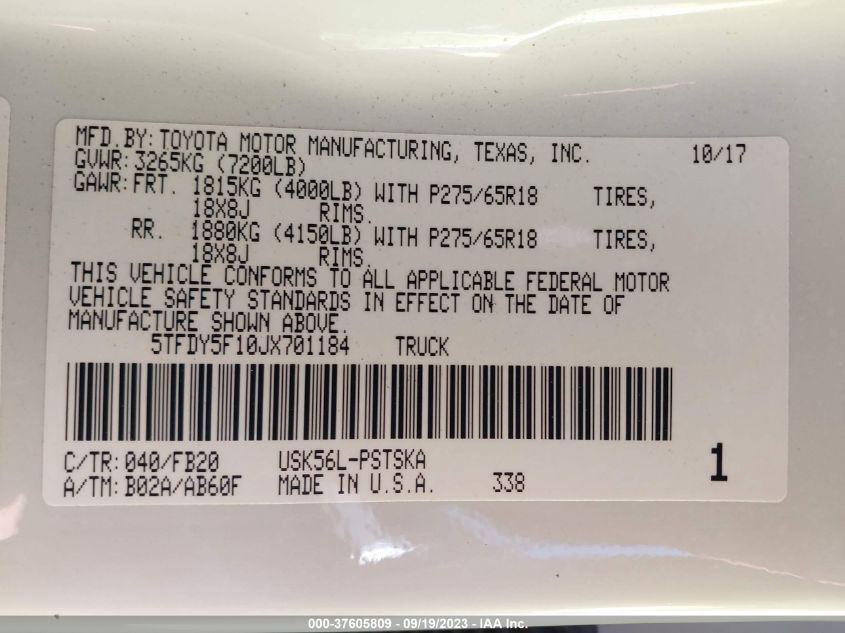 MFD.BY: TOYOTA MOTOR MANUFACTURING, TEXAS, INC. 10/17
GVWR: 3265KG (7200LB)
GAWR: FRT. 1815KG (4000LB) WITH P275/65R18 TIRES,
18X8J RIMS.
RR. 1880KG (4150LB) WITH P275/65R18 TIRES,
18X8J RIMS.
THIS VEHICLE CONFORMS TO ALL APPLICABLE FEDERAL MOTOR
VEHICLE SAFETY STANDARDS IN EFFECT ON THE DATE OF
MANUFACTURE SHOWN ABOVE.
5TFDY5F10JX701184 TRUCK
C/TR: 040/FB20 USK56L-PSTSKA
A/TM: B02A/AB60F MADE IN U.S.A. 338
1
000-37605809 - 09/19/2023 - IAA Inc.